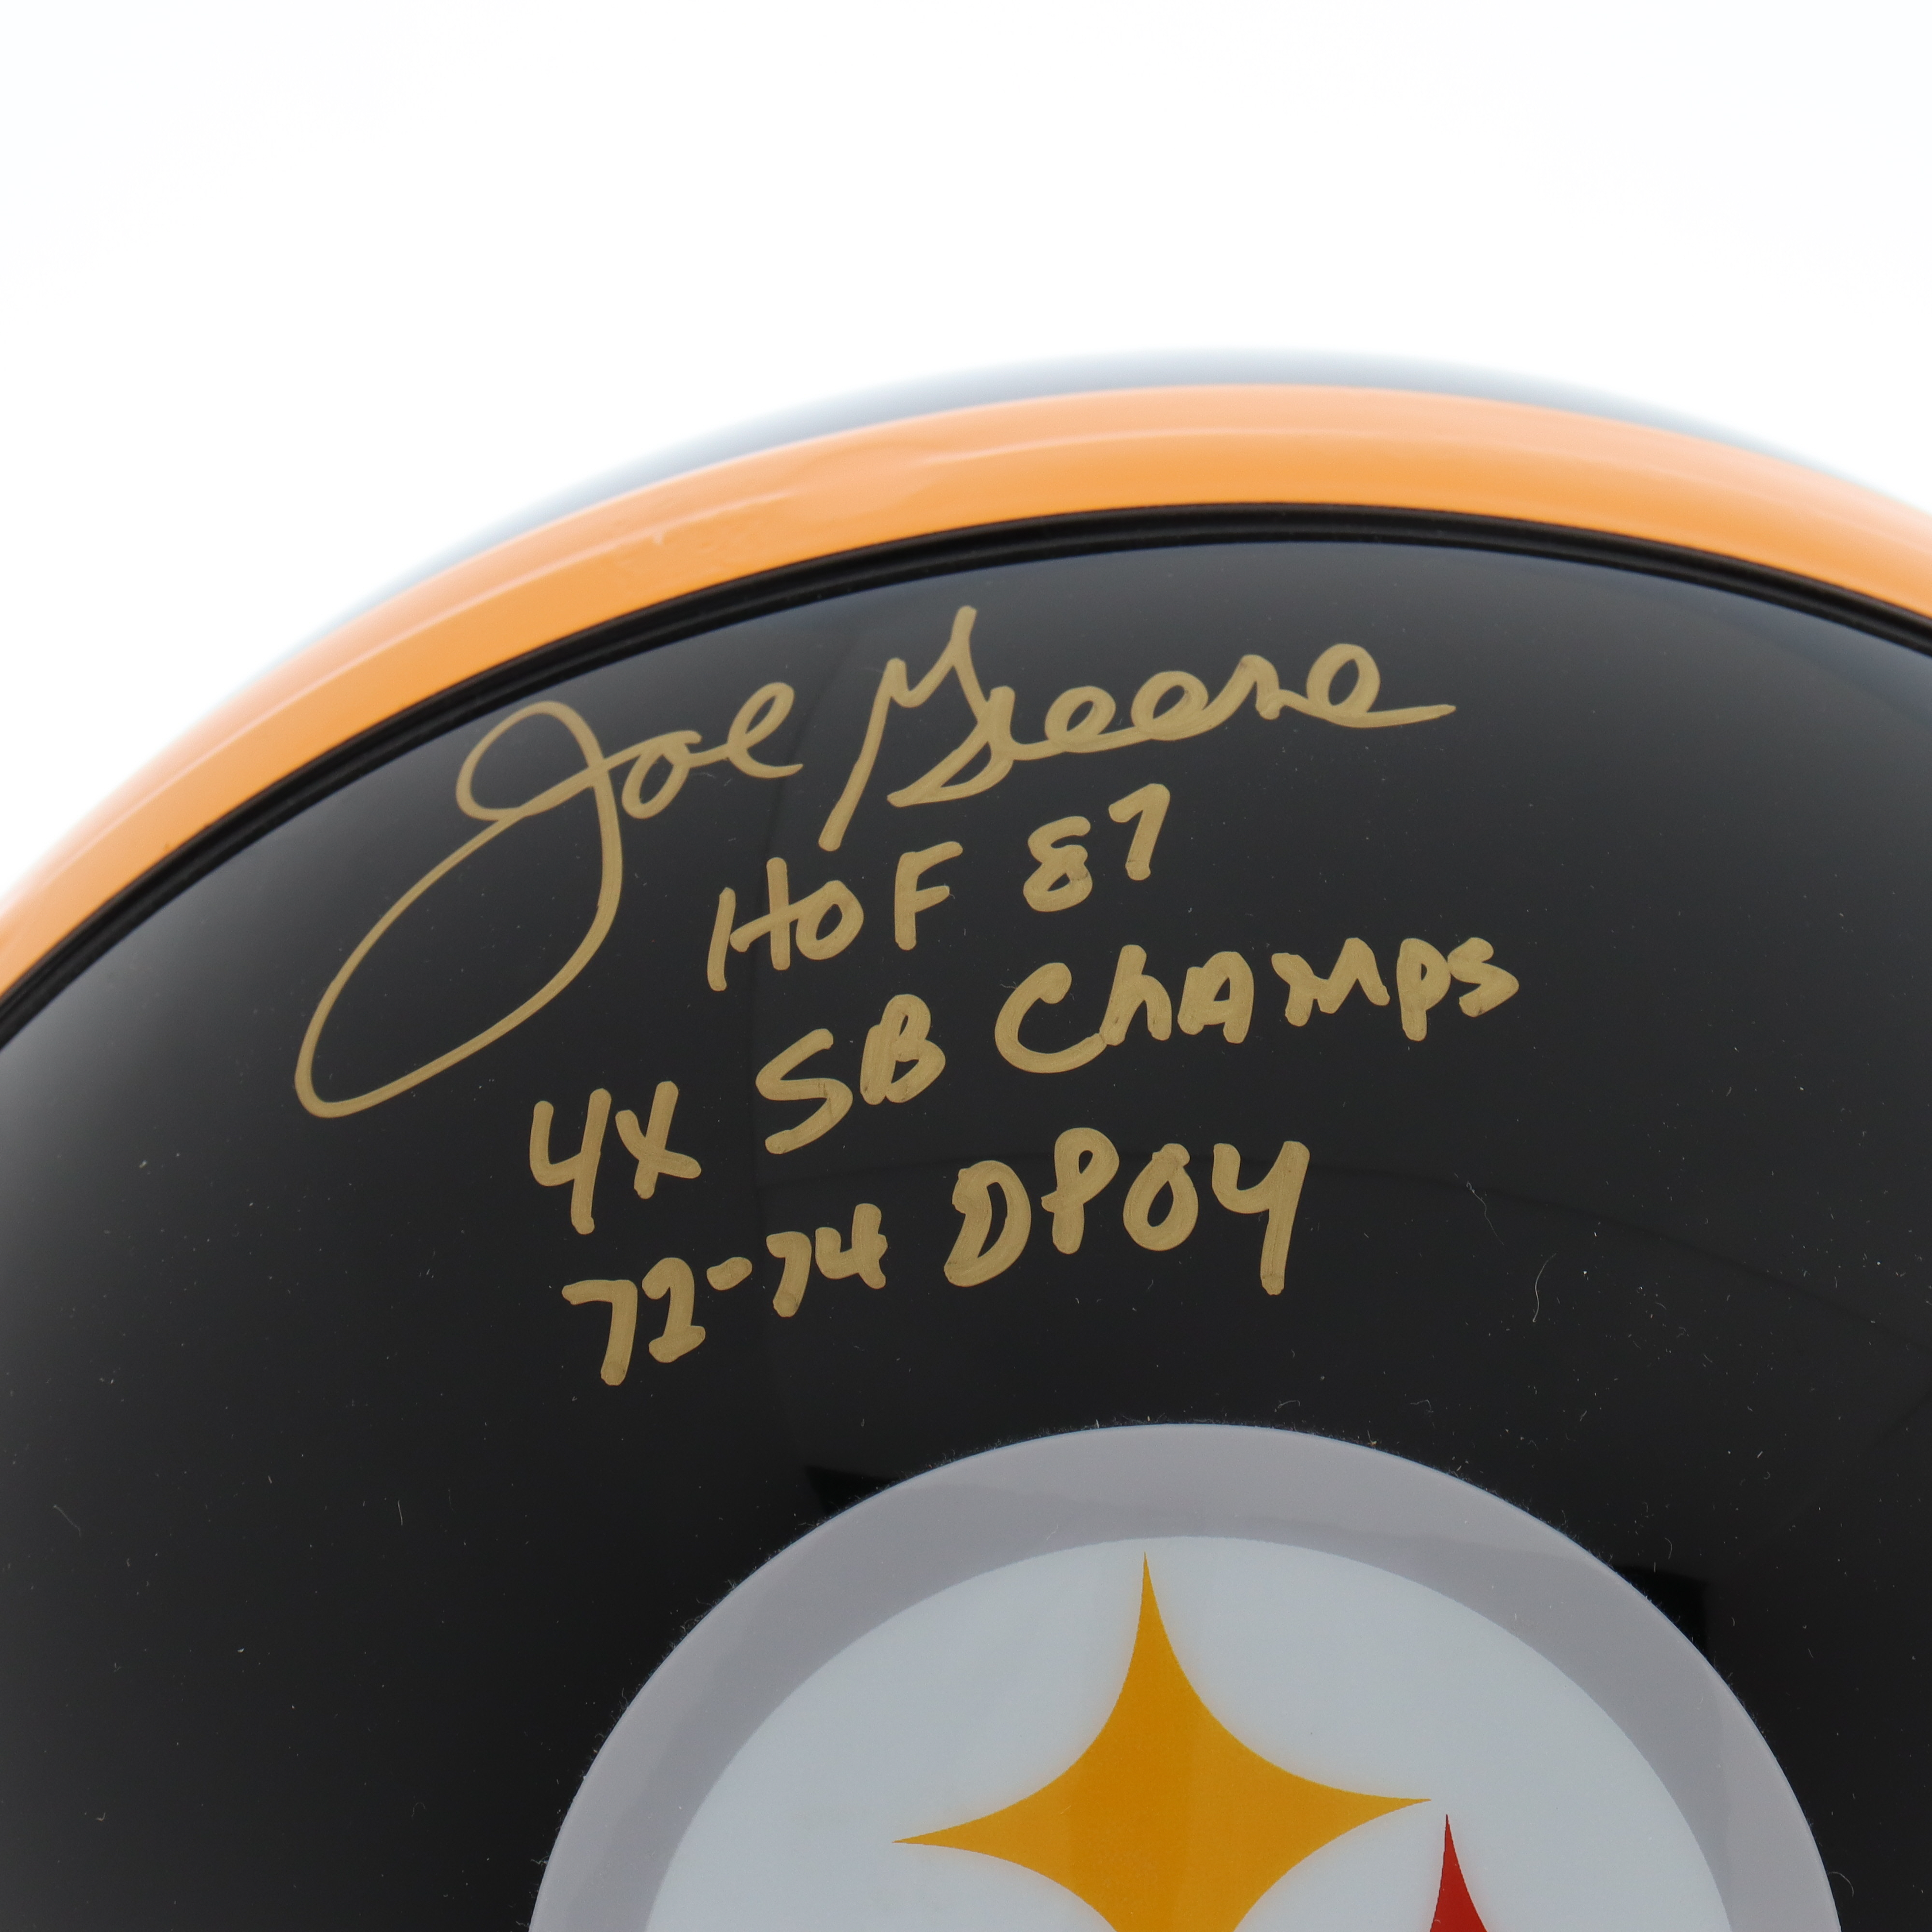 Joe Greene
HOF 87
4X SB ChAMPS
72-74 DPOY